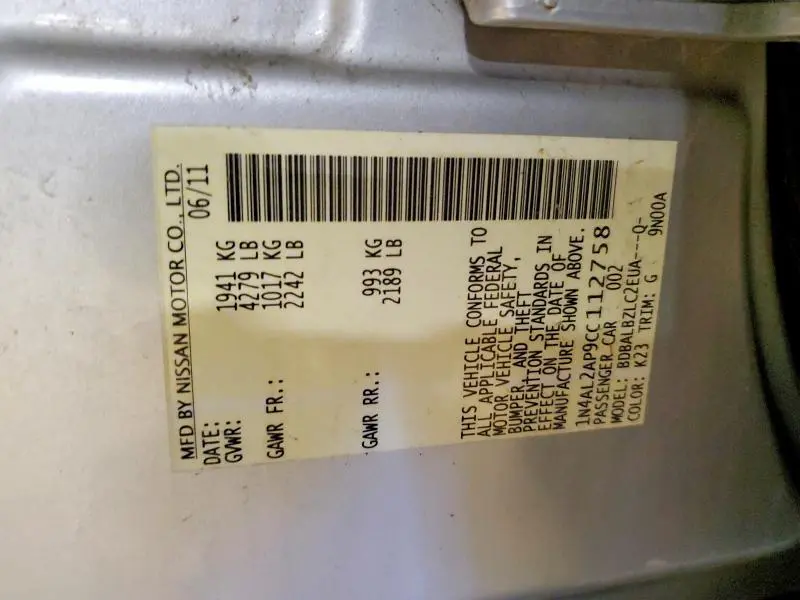 MFD BY NISSAN MOTOR CO., LTD.
DATE: 06/11
GVWR: 1941 KG
4279 LB
GAWR FR.: 1017 KG
2242 LB
GAWR RR.: 993 KG
2189 LB
THIS VEHICLE CONFORMS TO
ALL APPLICABLE FEDERAL
MOTOR VEHICLE SAFETY,
BUMPER, AND THEFT
PREVENTION STANDARDS IN
EFFECT ON THE DATE OF
MANUFACTURE SHOWN ABOVE.
1N4AL2AP9CC112758
PASSENGER CAR 002
MODEL: BDBALBZLCZEUA---Q-
COLOR: K23 TRIM: G 9N00A